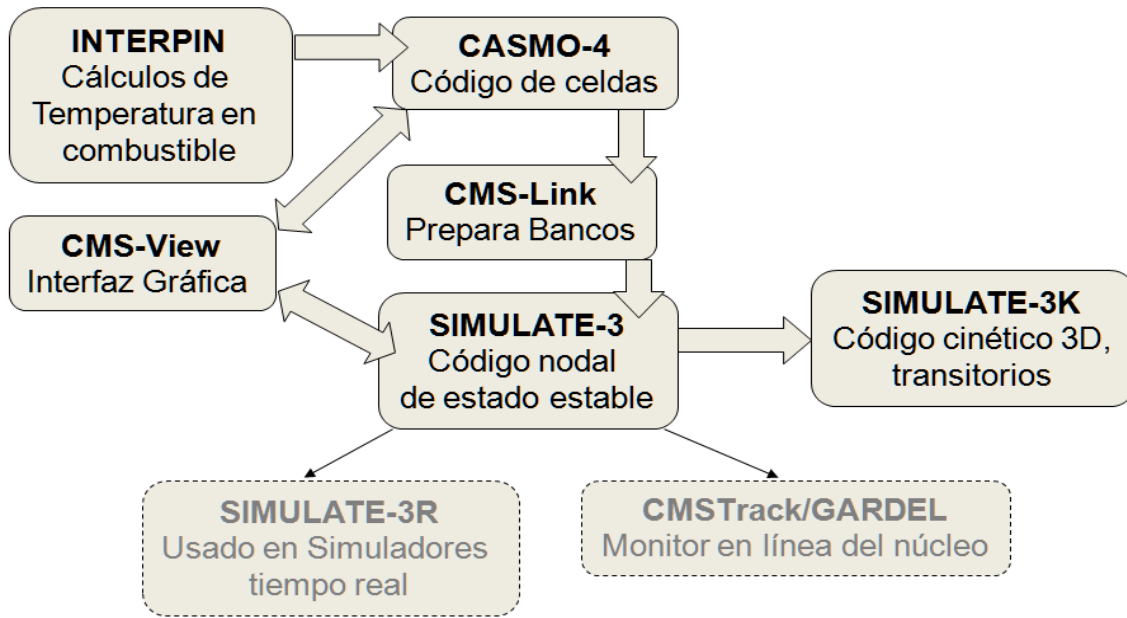 INTERPIN
Cálculos de
Temperatura en
combustible
CASMO-4
Código de celdas
CMS-Link
Prepara Bancos
CMS-View
Interfaz Gráfica
SIMULATE-3
Código nodal
de estado estable
SIMULATE-3K
Código cinético 3D,
transitorios
SIMULATE-3R
Usado en Simuladores
tiempo real
CMSTrack/GARDEL
Monitor en línea del núcleo